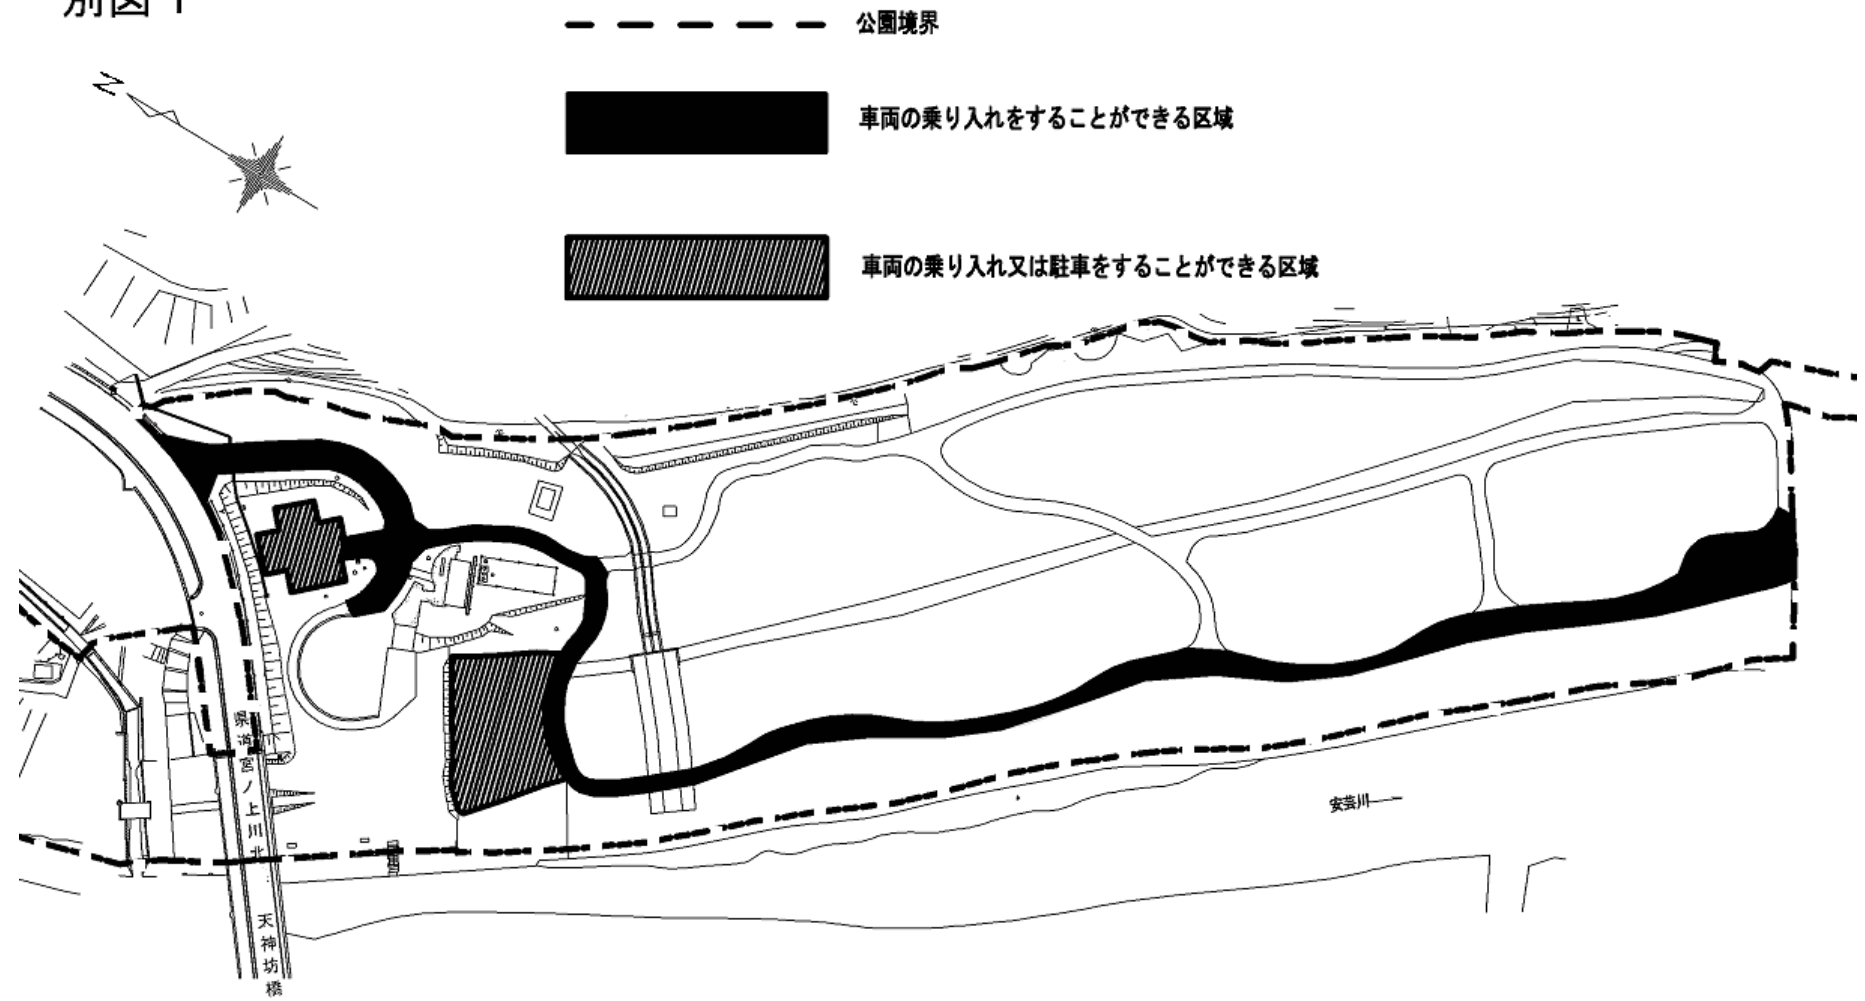 別図1
公園境界
車両の乗り入れをすることができる区域
車両の乗り入れ又は駐車をすることができる区域
N
県道宮ノ上川北
安芸川
天神坊橋